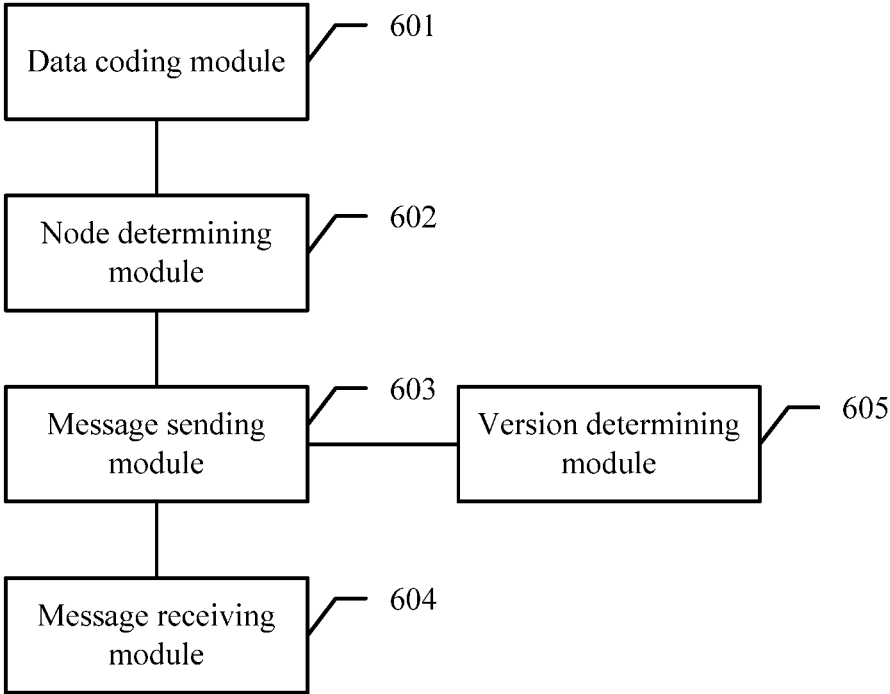 Data coding module
601
Node determining
module
602
Message sending
module
603
Version determining
module
605
Message receiving
module
604